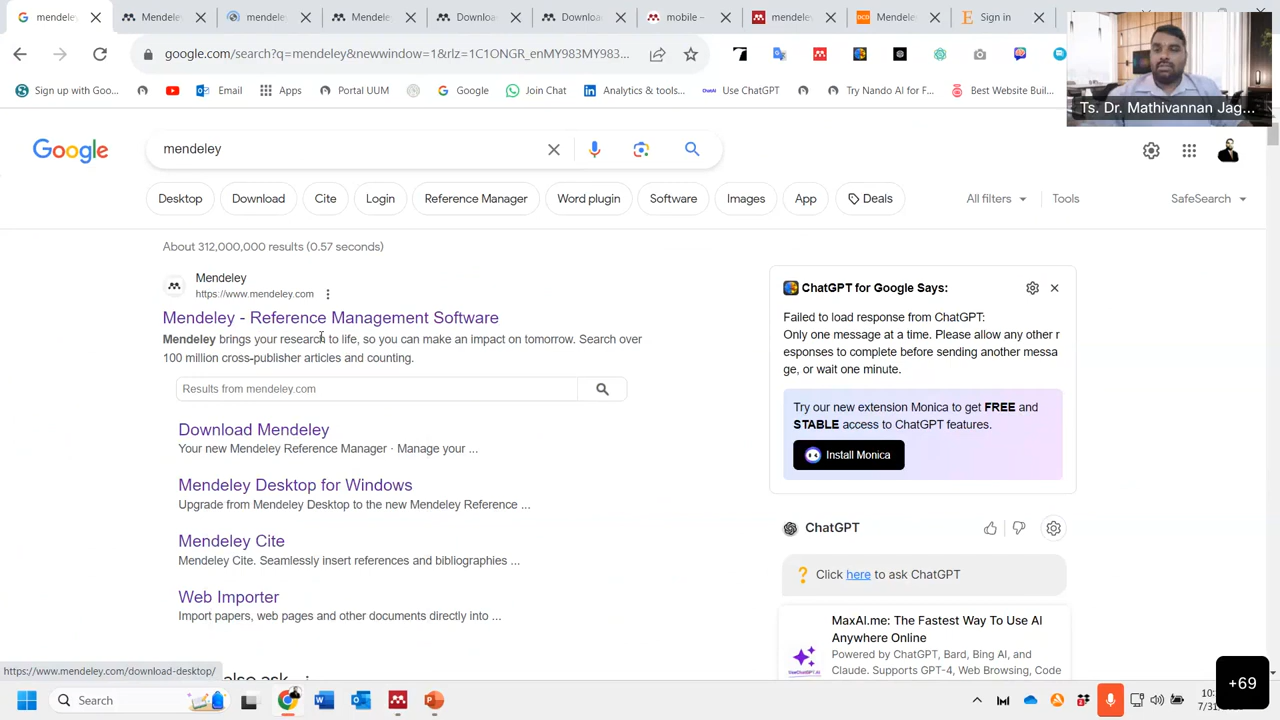 mendeley
Mendeley
mendeley
Mendele
Downloa
Downloa
mobile –
mendele
Mendele
Sign in
google.com/search?q=mendeley&newwindow=1&rlz=1C1ONGR_enMY983MY983...
Sign up with Goo...
Email
Apps
Portal UUM
Google
Join Chat
Analytics & tools...
Use ChatGPT
Try Nando AI for F...
Best Website Buil...
Ts. Dr. Mathivannan Jag...
Google
mendeley
Desktop
Download
Cite
Login
Reference Manager
Word plugin
Software
Images
App
Deals
All filters
Tools
SafeSearch
About 312,000,000 results (0.57 seconds)
Mendeley
https://www.mendeley.com
Mendeley - Reference Management Software
Mendeley brings your research to life, so you can make an impact on tomorrow. Search over
100 million cross-publisher articles and counting.
Results from mendeley.com
Download Mendeley
Your new Mendeley Reference Manager · Manage your ...
Mendeley Desktop for Windows
Upgrade from Mendeley Desktop to the new Mendeley Reference ...
Mendeley Cite
Mendeley Cite. Seamlessly insert references and bibliographies ...
Web Importer
Import papers, web pages and other documents directly into ...
ChatGPT for Google Says:
Failed to load response from ChatGPT:
Only one message at a time. Please allow any other r
esponses to complete before sending another messa
ge, or wait one minute.
Try our new extension Monica to get FREE and
STABLE access to ChatGPT features.
Install Monica
ChatGPT
Click here to ask ChatGPT
MaxAI.me: The Fastest Way To Use AI
Anywhere Online
Powered by ChatGPT, Bard, Bing AI, and
Claude. Supports GPT-4, Web Browsing, Code
https://www.mendeley.com/download-desktop/
also ask
Search
10:
7/31/
+69